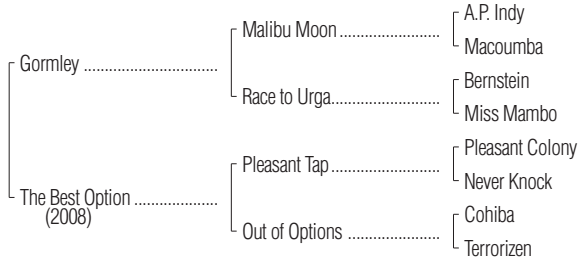 A.P. Indy
Malibu Moon ........................
Macoumba
Gormley ................................
Bernstein
Race to Urga..........................
Miss Mambo
Pleasant Colony
Pleasant Tap..........................
Never Knock
The Best Option ....................
(2008)
Cohiba
Out of Options ......................
Terrorizen